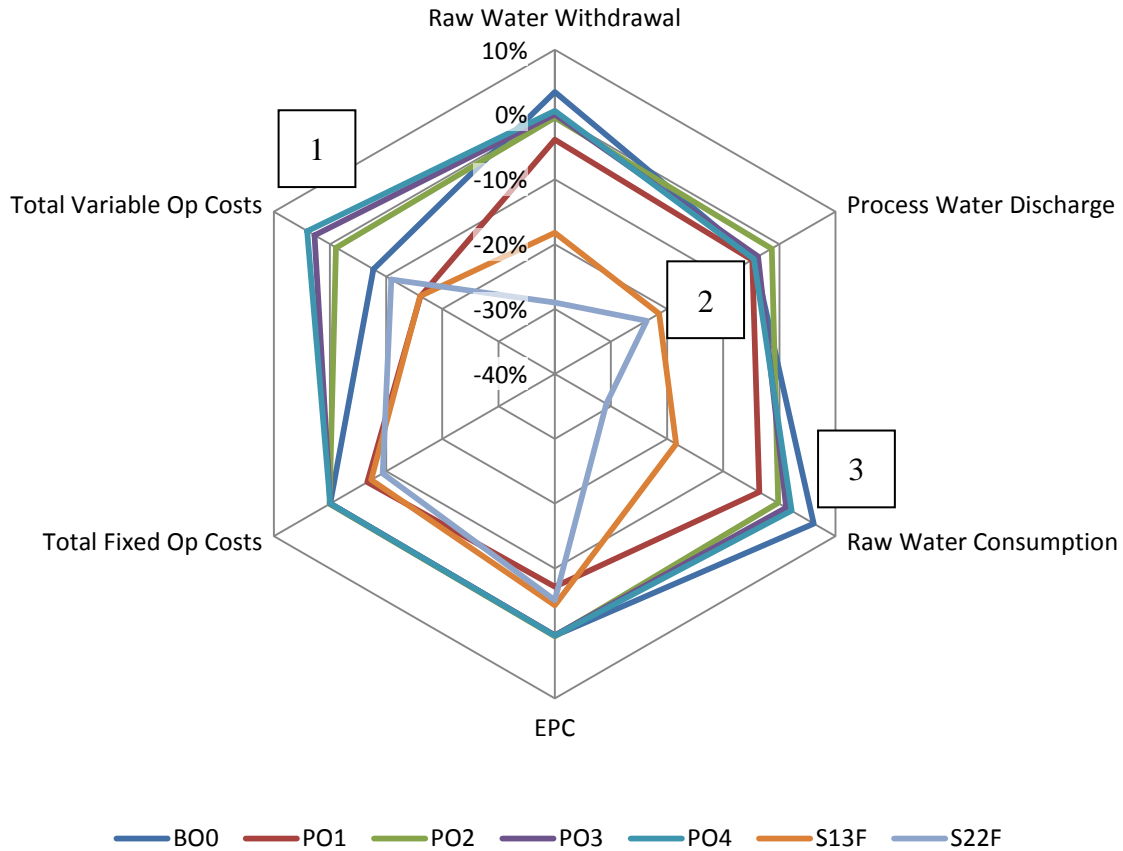 Raw Water Withdrawal
10%
0%
-10%
-20%
-30%
-40%
1
Total Variable Op Costs
Process Water Discharge
2
3
Total Fixed Op Costs
Raw Water Consumption
EPC
BO0 PO1 PO2 PO3 PO4 S13F S22F